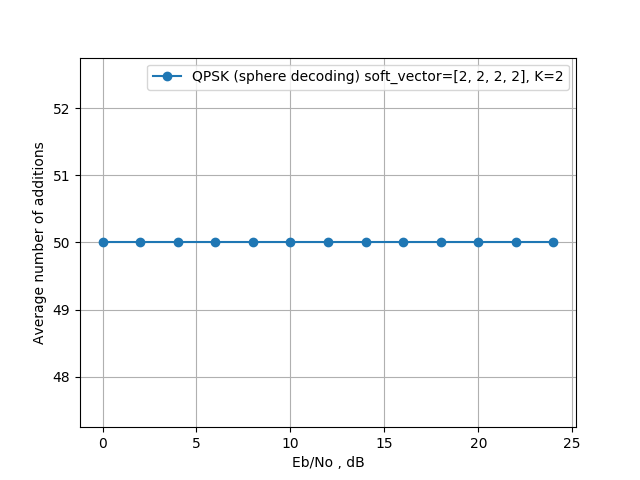 QPSK (sphere decoding) soft_vector=[2, 2, 2, 2], K=2
52
51
50
49
48
Average number of additions
0 5 10 15 20 25
Eb/No , dB